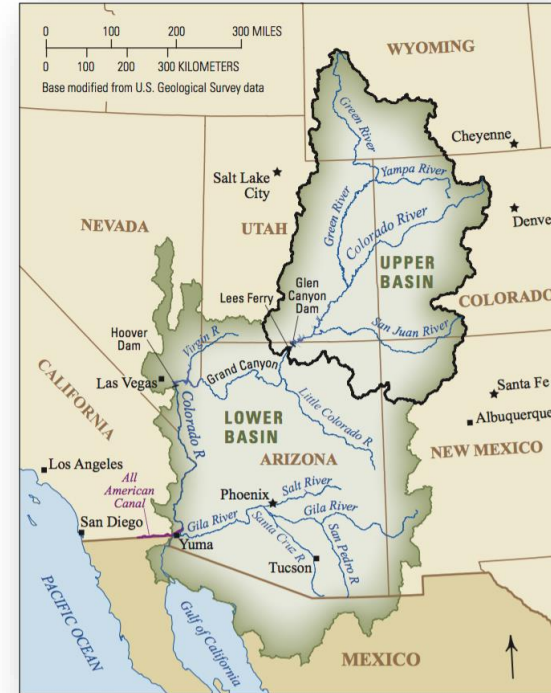 0 100 200 300 MILES
0 100 200 300 KILOMETERS
Base modified from U.S. Geological Survey data
WYOMING
Green River
Cheyenne
Yampa River
Salt Lake
City
Green River
Colorado River
Denve
NEVADA
UTAH
UPPER
BASIN
Glen
Canyon
Dam
Lees Ferry
COLORADO
San Juan River
Hoover
Dam
Virgin R
Grand Canyon
Las Vegas
Santa Fe
CALIFORNIA
Colorado R
Little Colorado R
Albuquerque
LOWER
BASIN
NEW MEXICO
ARIZONA
Los Angeles
All
American
Canal
Phoenix
Salt River
San Diego
Gila River
Gila River
Yuma
Santa Cruz R
San Pedro R
Tucson
PACIFIC OCEAN
Gulf of California
MEXICO